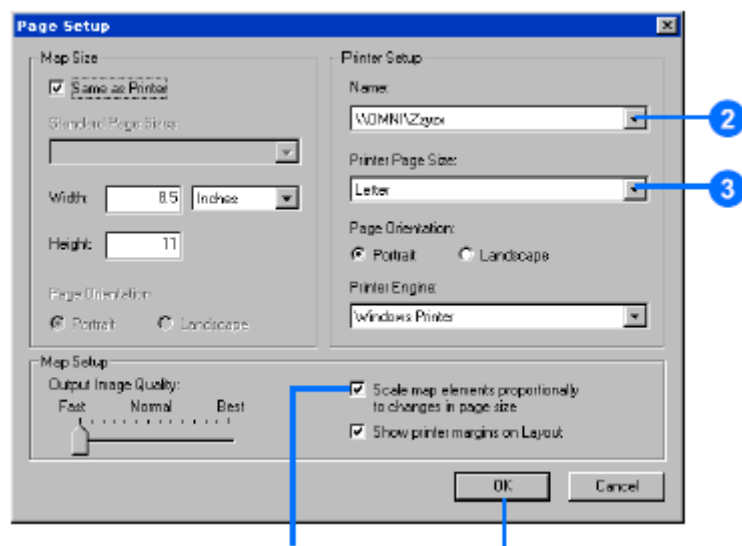 Page Setup
Map Size
Same as Printer
Standard Page Sizes:
Width: 8.5 Inches
Height: 11
Page Orientation:
Portrait Landscape
Printer Setup
Name:
\\OMNI\Zzyzx
2
Printer Page Size:
Letter
3
Page Orientation:
Portrait Landscape
Printer Engine:
Windows Printer
Map Setup
Output Image Quality:
Fast Normal Best
Scale map elements proportionally
to changes in page size
Show printer margins on Layout
OK Cancel